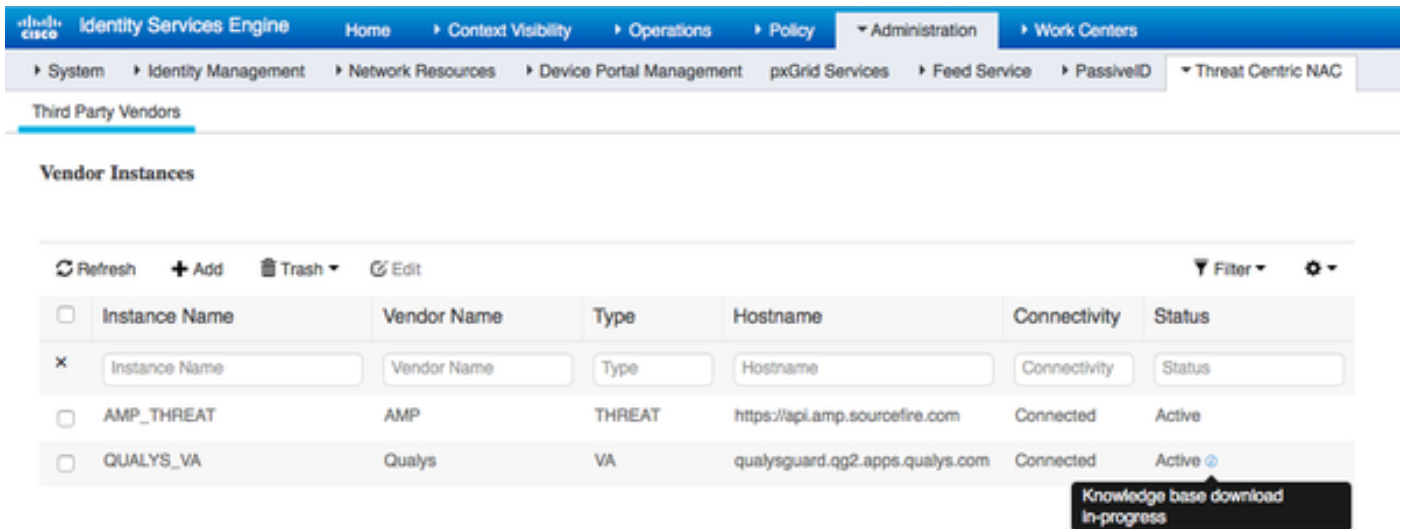 cisco Identity Services Engine Home Context Visibility Operations Policy Administration Work Centers
System Identity Management Network Resources Device Portal Management pxGrid Services Feed Service PassiveID Threat Centric NAC
Third Party Vendors
Vendor Instances
Refresh Add Trash Edit Filter
Instance Name Vendor Name Type Hostname Connectivity Status
Instance Name Vendor Name Type Hostname Connectivity Status
AMP_THREAT AMP THREAT https://api.amp.sourcefire.com Connected Active
QUALYS_VA Qualys VA qualysguard.qg2.apps.qualys.com Connected Active
Knowledge base download
in-progress